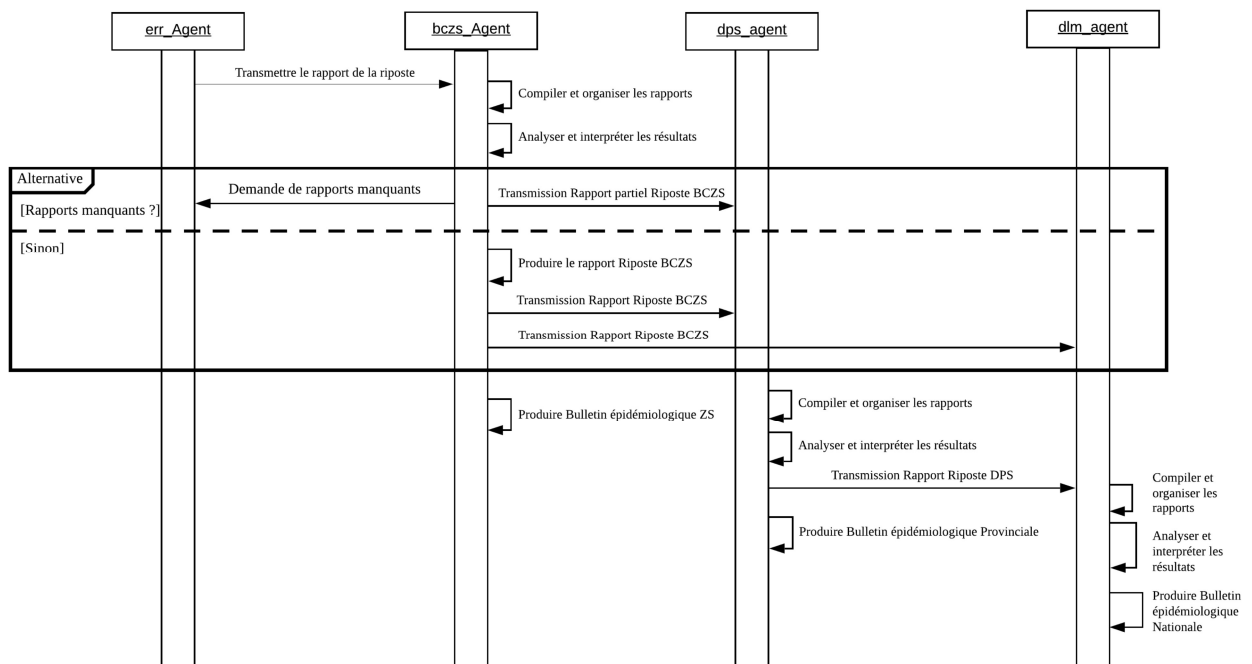 err_Agent
bczs_Agent
dps_agent
dlm_agent
Transmettre le rapport de la riposte
Compiler et organiser les rapports
Analyser et interpréter les résultats
Alternative
Demande de rapports manquants
Transmission Rapport partiel Riposte BCZS
[Rapports manquants ?]
[Sinon]
Produire le rapport Riposte BCZS
Transmission Rapport Riposte BCZS
Transmission Rapport Riposte BCZS
Compiler et organiser les rapports
Produire Bulletin épidémiologique ZS
Analyser et interpréter les résultats
Transmission Rapport Riposte DPS
Compiler et
organiser les
rapports
Produire Bulletin épidémiologique Provinciale
Analyser et
interpréter les
résultats
Produire Bulletin
épidémiologique
Nationale